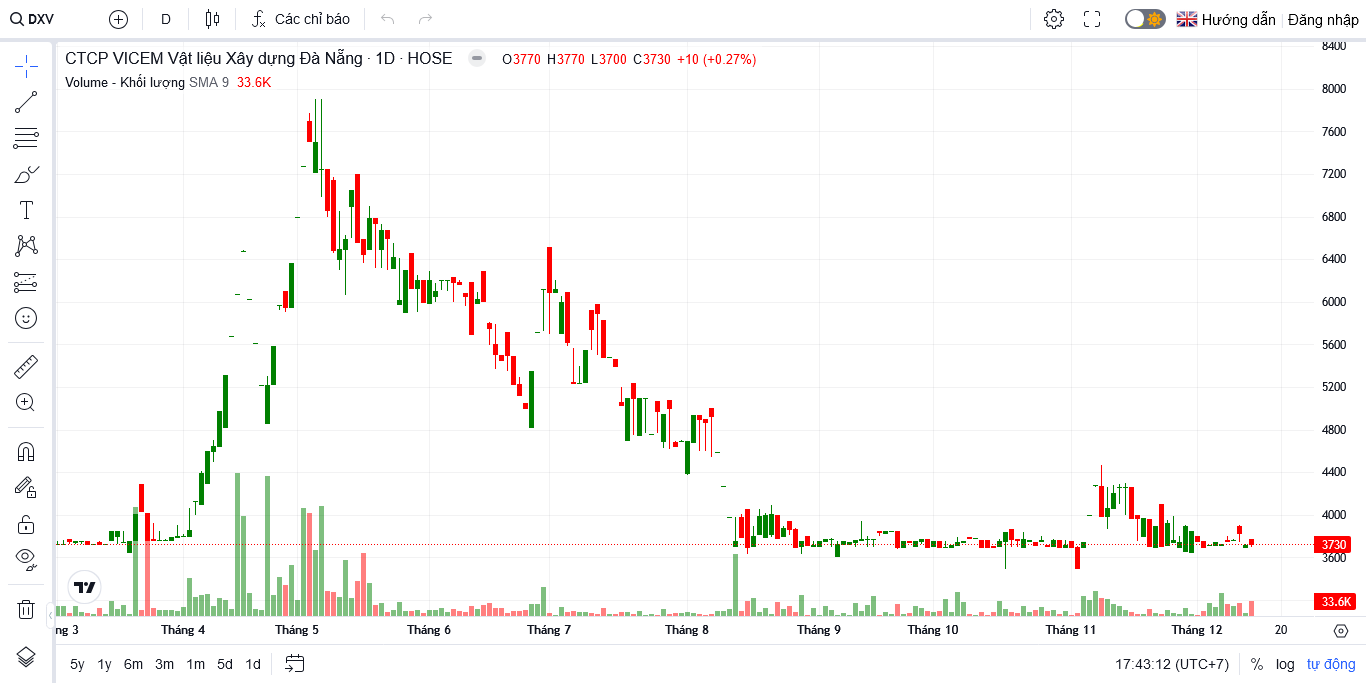 DXV D Các chỉ báo Hướng dẫn Đăng nhập
CTCP VICEM Vật liệu Xây dựng Đà Nẵng · 1D · HOSE O3770 H3770 L3700 C3730 +10 (+0.27%)
Volume - Khối lượng SMA 9 33.6K
8400
8000
7600
7200
6800
6400
6000
5600
5200
4800
4400
4000
3730
3600
33.6K
ng 3 Tháng 4 Tháng 5 Tháng 6 Tháng 7 Tháng 8 Tháng 9 Tháng 10 Tháng 11 Tháng 12 20
5y 1y 6m 3m 1m 5d 1d 17:43:12 (UTC+7) % log tự động